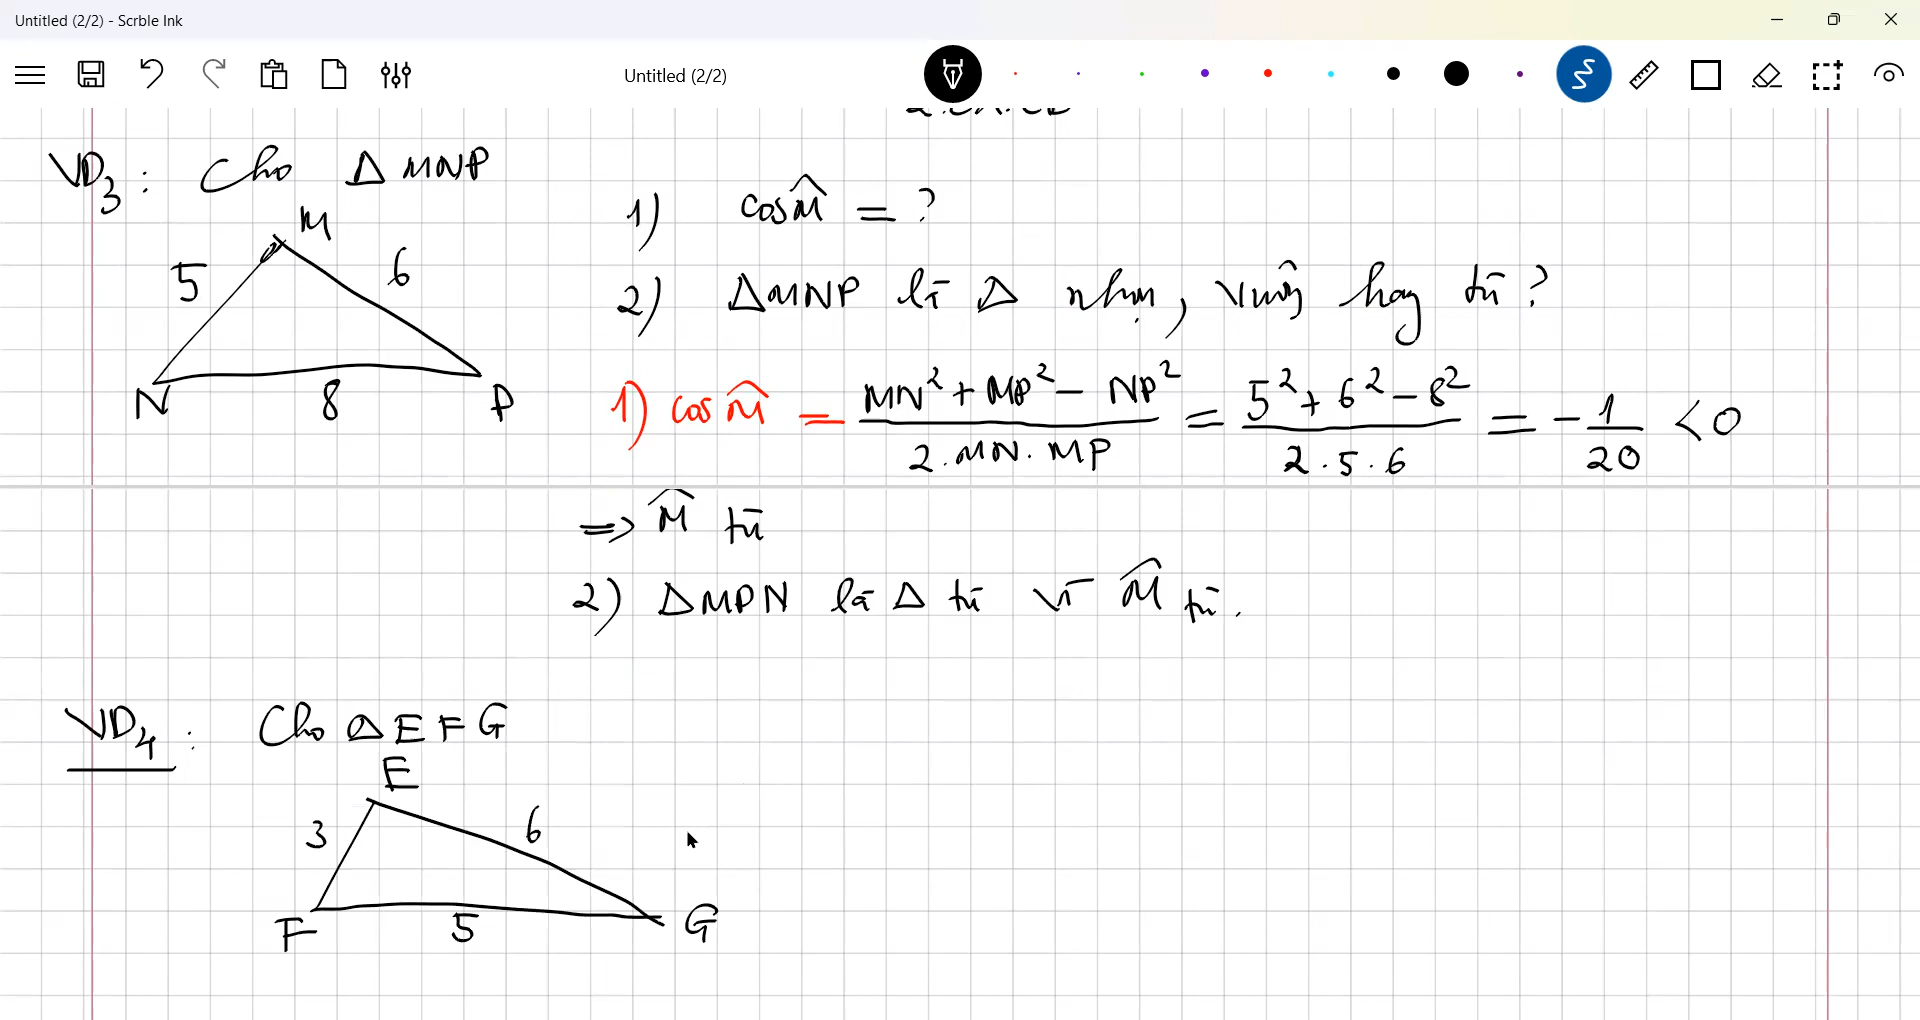 Untitled (2/2) - Scrble Ink
Untitled (2/2)
VD3: Cho Δ MNP
M
5
6
N
8
P
1) cos M̂ = ?
2) ΔMNP là Δ nhọn, vuông hay tù?
1) cos M̂ = (MN² + MP² - NP²)/(2.MN.MP) = (5² + 6² - 8²)/(2.5.6) = -1/20 < 0
=> M̂ tù
2) ΔMPN là Δ tù vì M̂ tù.
VD4: Cho Δ EFG
E
3
6
F
5
G